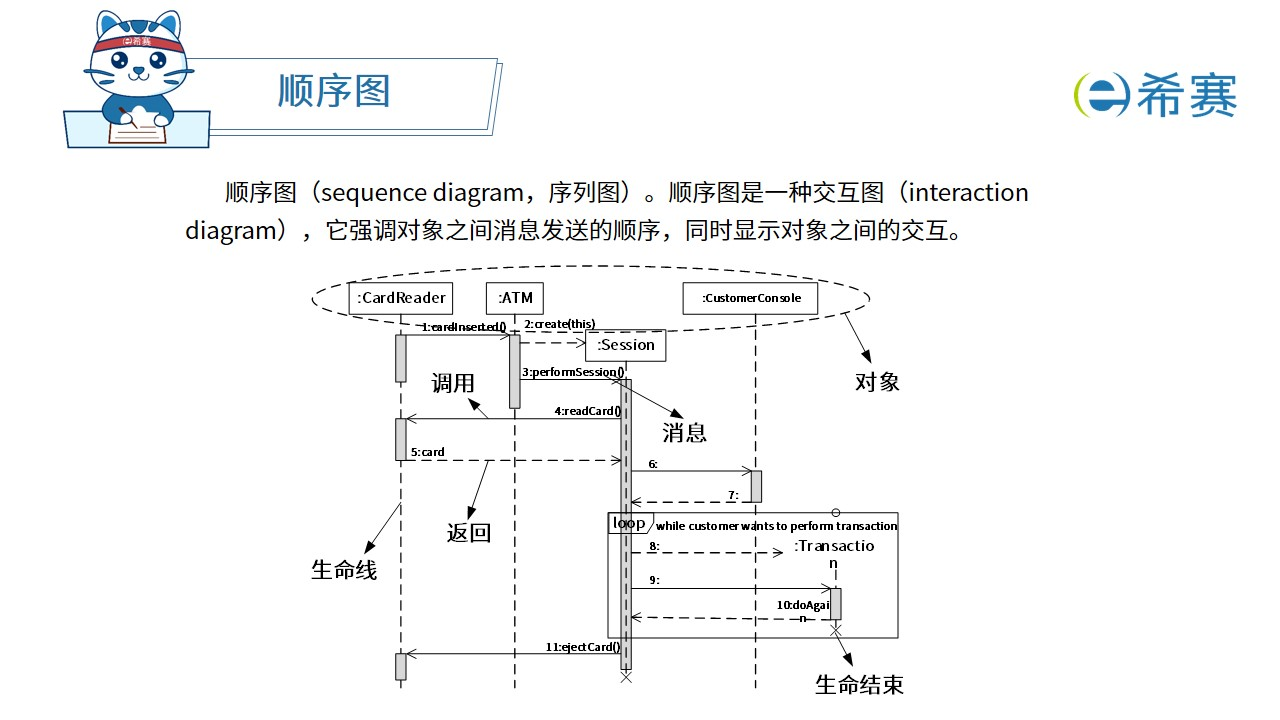 希赛
顺序图
希赛
顺序图（sequence diagram，序列图）。顺序图是一种交互图（interaction
diagram），它强调对象之间消息发送的顺序，同时显示对象之间的交互。
:CardReader
:ATM
:CustomerConsole
1:cardInserted()
2:create(this)
:Session
3:performSession()
调用
对象
4:readCard()
消息
5:card
6:
7:
返回
loop
while customer wants to perform transaction
8:
:Transactio
n
生命线
9:
10:doAgai
n
11:ejectCard()
生命结束